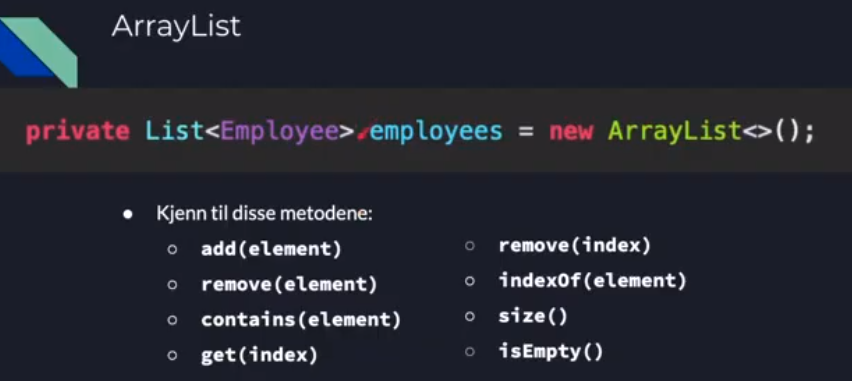 ArrayList
private List<Employee> employees = new ArrayList<>();
● Kjenn til disse metodene:
○ add(element)
○ remove(element)
○ contains(element)
○ get(index)
○ remove(index)
○ indexOf(element)
○ size()
○ isEmpty()